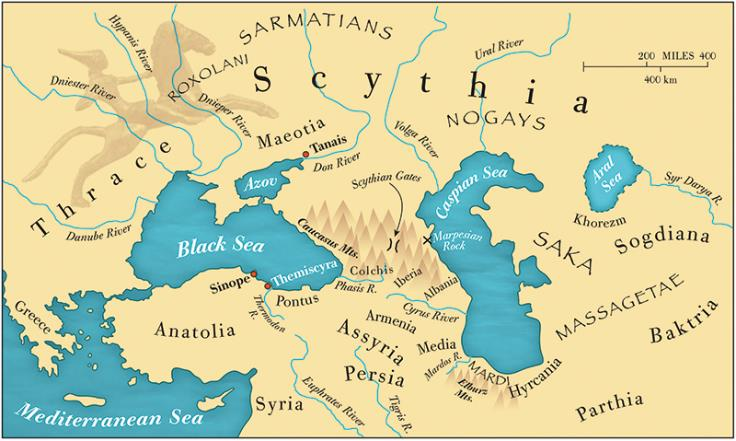 SARMATIANS
Hypanis River
ROXOLANI
Scythia
Ural River
200 MILES 400
400 km
Dniester River
Dnieper River
NOGAYS
Maeotia
Volga River
Tanais
Don River
Thrace
Azov
Scythian Gates
Caspian Sea
Aral Sea
Syr Darya R.
Khorezm
Danube River
Black Sea
Caucasus Mts.
Marpesian Rock
SAKA
Sogdiana
Sinope
Themiscyra
Colchis
Phasis R.
Iberia
Albania
Pontus
Thermodon R.
Cyrus River
MASSAGETAE
Greece
Anatolia
Armenia
Assyria
Media
Baktria
Mardos R.
MARDI
Hyrcania
Elburz Mts.
Persia
Mediterranean Sea
Syria
Euphrates River
Tigris R.
Parthia